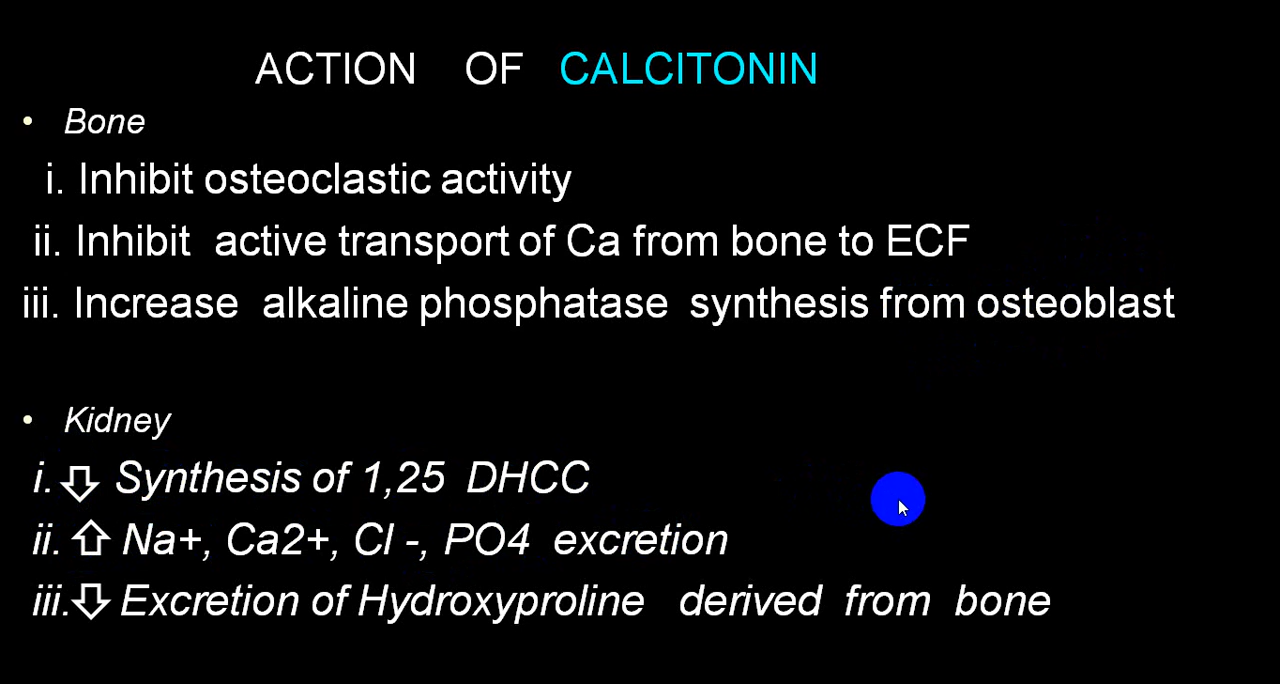 ACTION OF CALCITONIN
• Bone
i. Inhibit osteoclastic activity
ii. Inhibit active transport of Ca from bone to ECF
iii. Increase alkaline phosphatase synthesis from osteoblast
• Kidney
i. ⇩ Synthesis of 1,25 DHCC
ii. ⇧ Na+, Ca2+, Cl -, PO4 excretion
iii. ⇩ Excretion of Hydroxyproline derived from bone